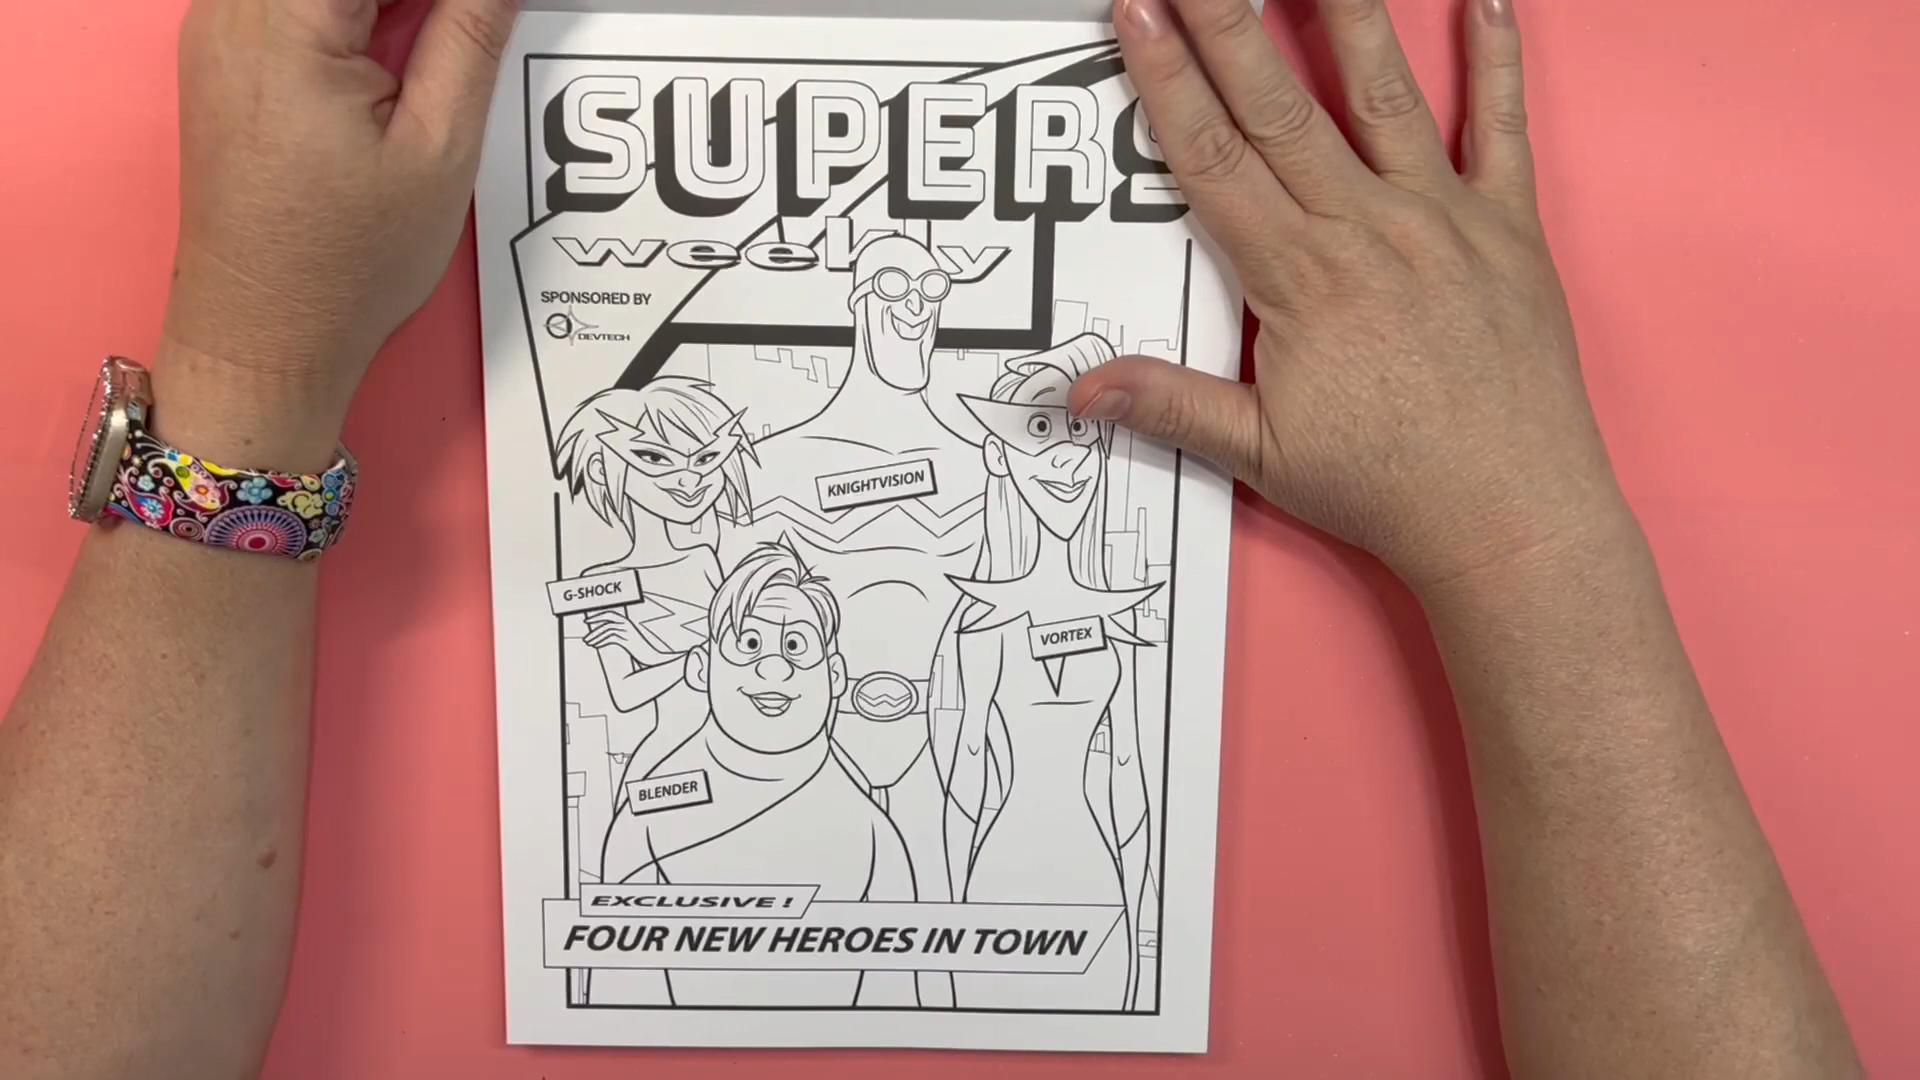 SUPERS
weekly
SPONSORED BY
DEVTECH
KNIGHTVISION
G-SHOCK
VORTEX
BLENDER
EXCLUSIVE !
FOUR NEW HEROES IN TOWN